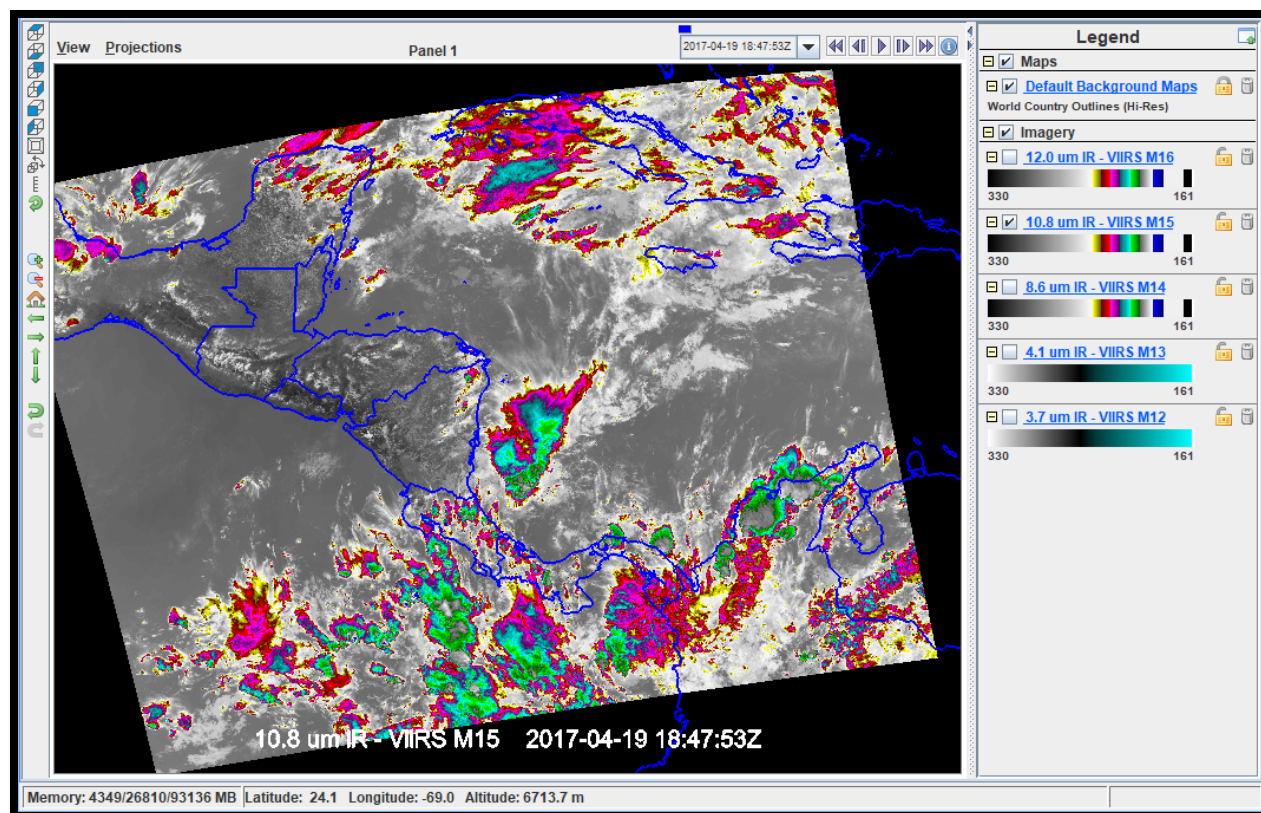 View Projections
Panel 1
2017-04-19 18:47:53Z
10.8 um IR - VIIRS M15 2017-04-19 18:47:53Z
Legend
Maps
Default Background Maps
World Country Outlines (Hi-Res)
Imagery
12.0 um IR - VIIRS M16
330 161
10.8 um IR - VIIRS M15
330 161
8.6 um IR - VIIRS M14
330 161
4.1 um IR - VIIRS M13
330 161
3.7 um IR - VIIRS M12
330 161
Memory: 4349/26810/93136 MB Latitude: 24.1 Longitude: -69.0 Altitude: 6713.7 m